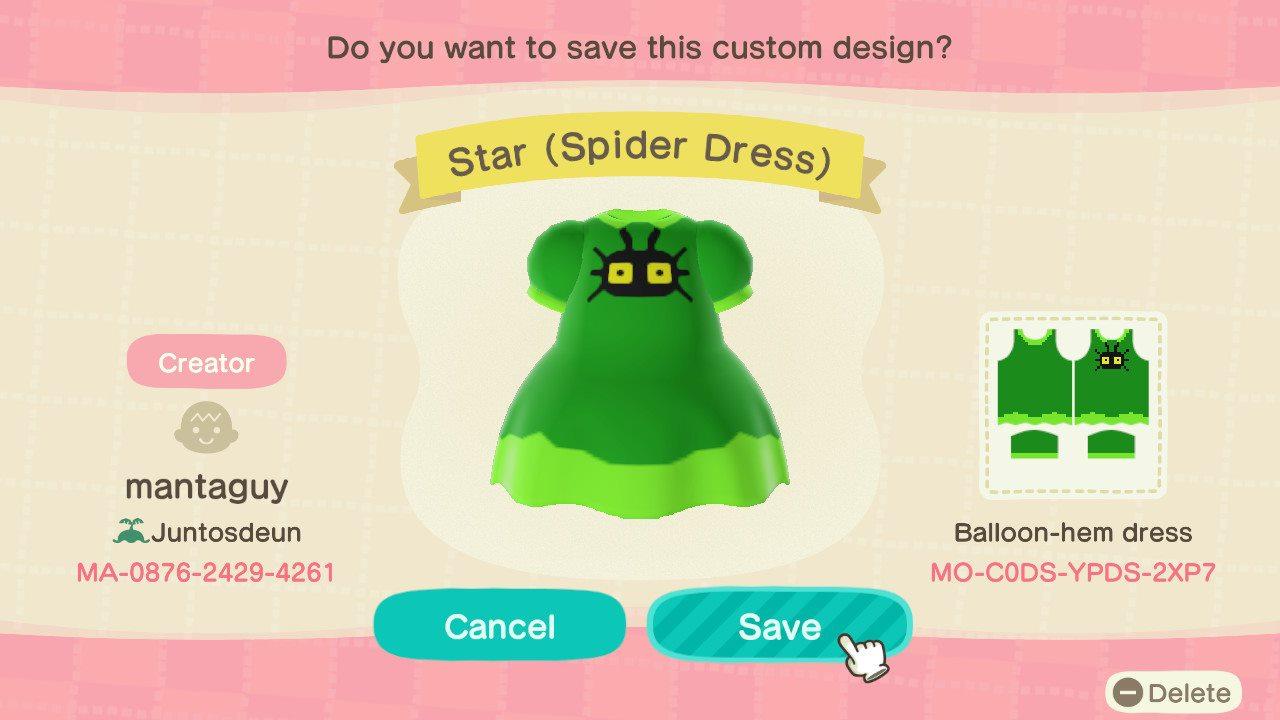 Do you want to save this custom design?
Star (Spider Dress)
Creator
mantaguy
Juntosdeun
MA-0876-2429-4261
Balloon-hem dress
MO-C0DS-YPDS-2XP7
Cancel
Save
Delete